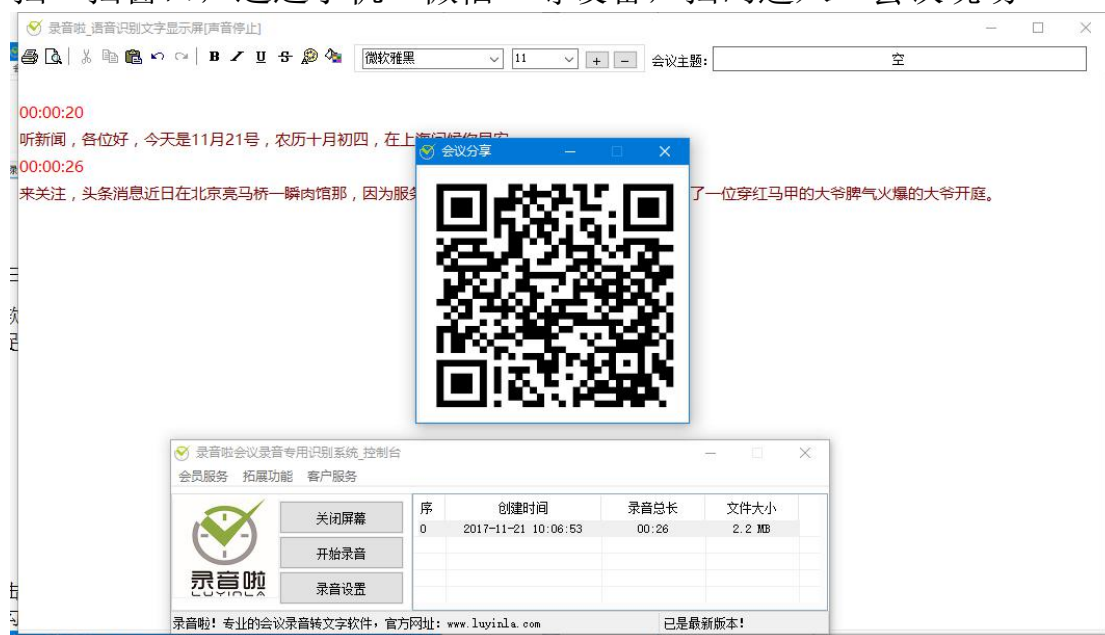 录音啦_语音识别文字显示屏[声音停止]
B U 微软雅黑 11 + - 会议主题: 空
00:00:20
听新闻，各位好，今天是11月21号，农历十月初四，在上海问候你早安
会议分享
00:00:26
来关注，头条消息近日在北京亮马桥一瞬肉馆那，因为服
了一位穿红马甲的大爷脾气火爆的大爷开庭。
录音啦会议录音专用识别系统_控制台
会员服务 拓展功能 客户服务
关闭屏幕
开始录音
录音设置
录音啦
LUYINLA
序 创建时间 录音总长 文件大小
0 2017-11-21 10:06:53 00:26 2.2 MB
录音啦！专业的会议录音转文字软件，官方网址：www.luyinla.com 已是最新版本！